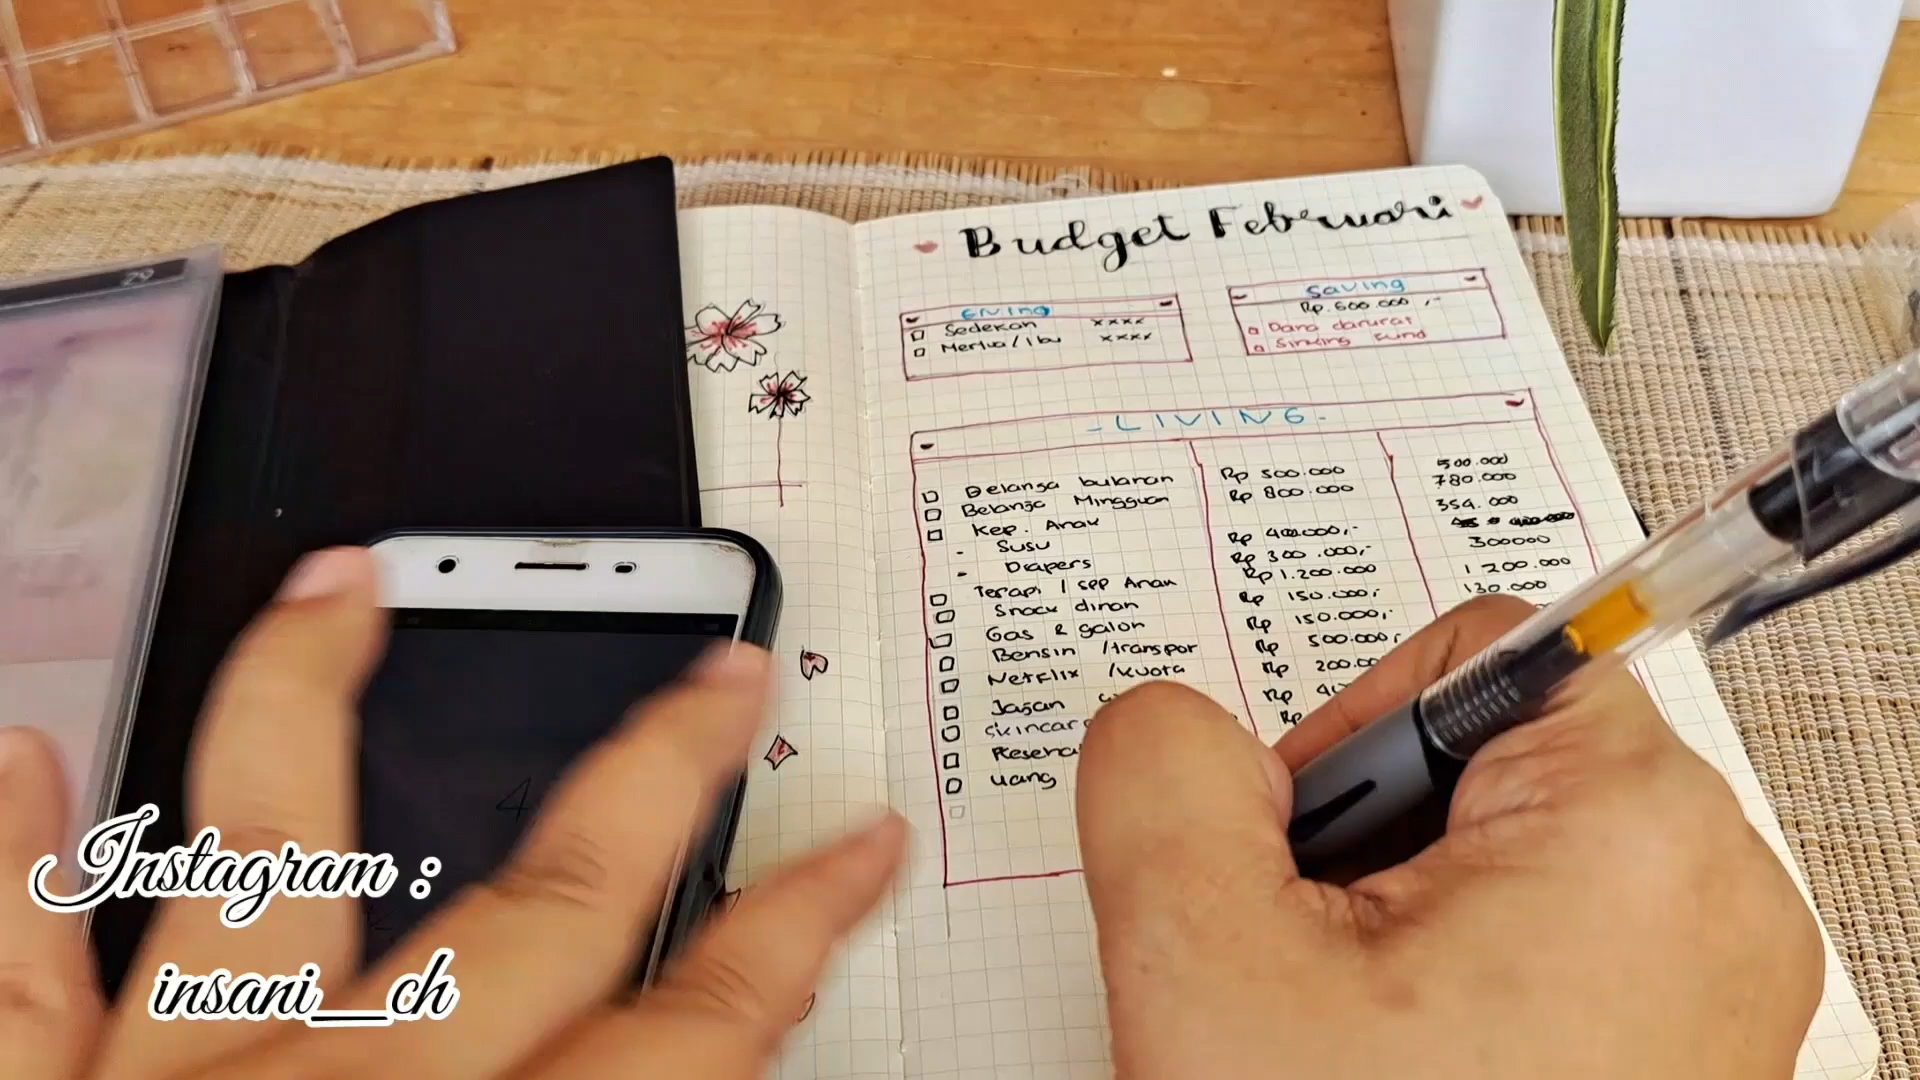 29
Budget Februari
Giving
Sedekah xxxx
Mertua/Ibu xxxx
Saving
Rp.500.000,-
Dana darurat
Sinking Fund
-LIVING-
Belanja bulanan Rp 500.000 500.000
Belanja Mingguan Rp 800.000 780.000
Kep. Anak 354.000
- Susu Rp 400.000,-
- Diapers Rp 300.000,- 300000
Terapi / SPP Anak Rp 1.200.000 1.200.000
Snack dinan Rp 150.000,- 130.000
Gas & galon Rp 150.000,-
Bensin /transpor Rp 500.000,
Netflix /kuota Rp
Jajan Rp
Rp
Uang
Instagram :
insani__ch